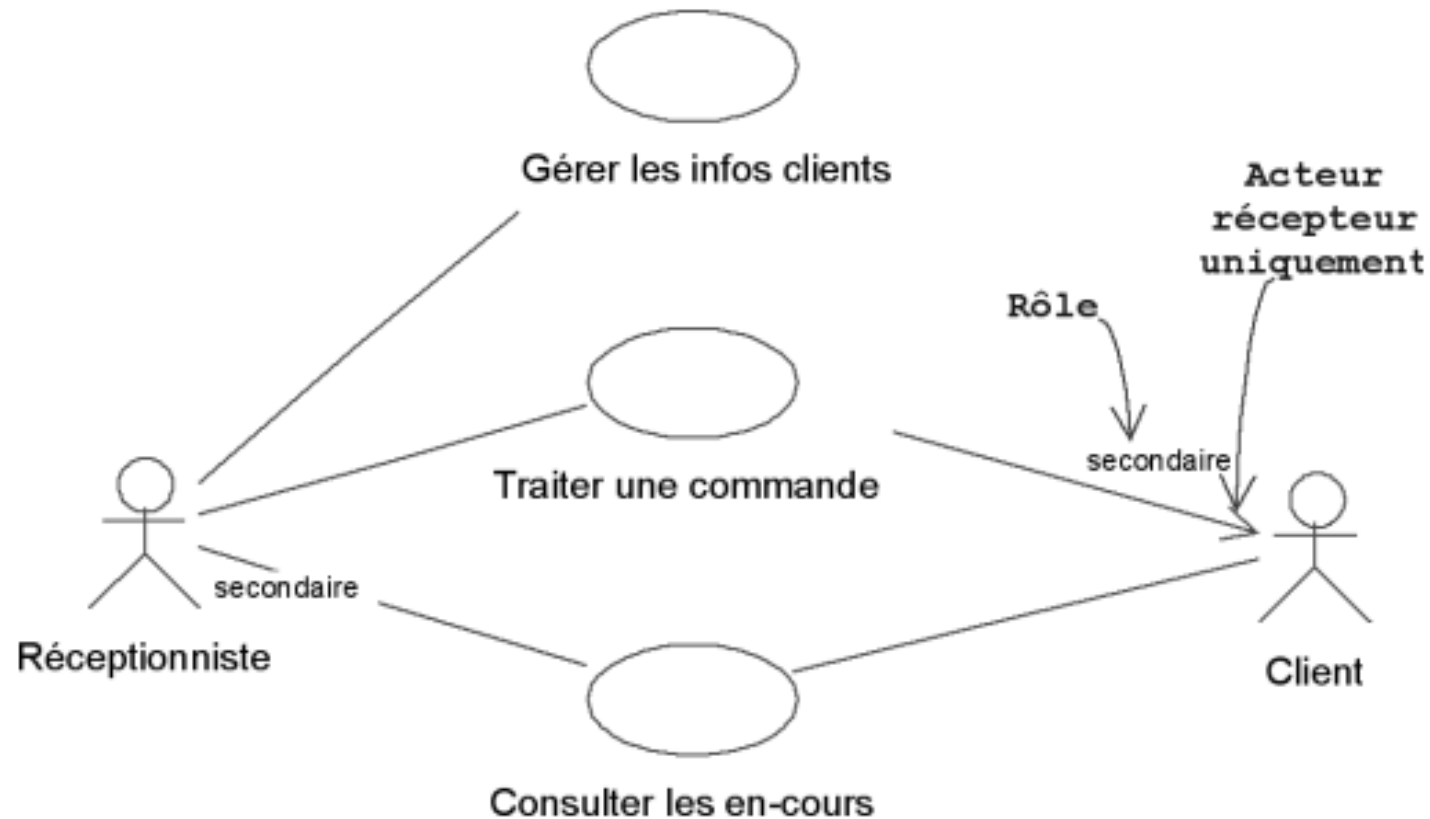 Gérer les infos clients
Acteur
récepteur
uniquement
Rôle
secondaire
Traiter une commande
secondaire
Réceptionniste
Client
Consulter les en-cours